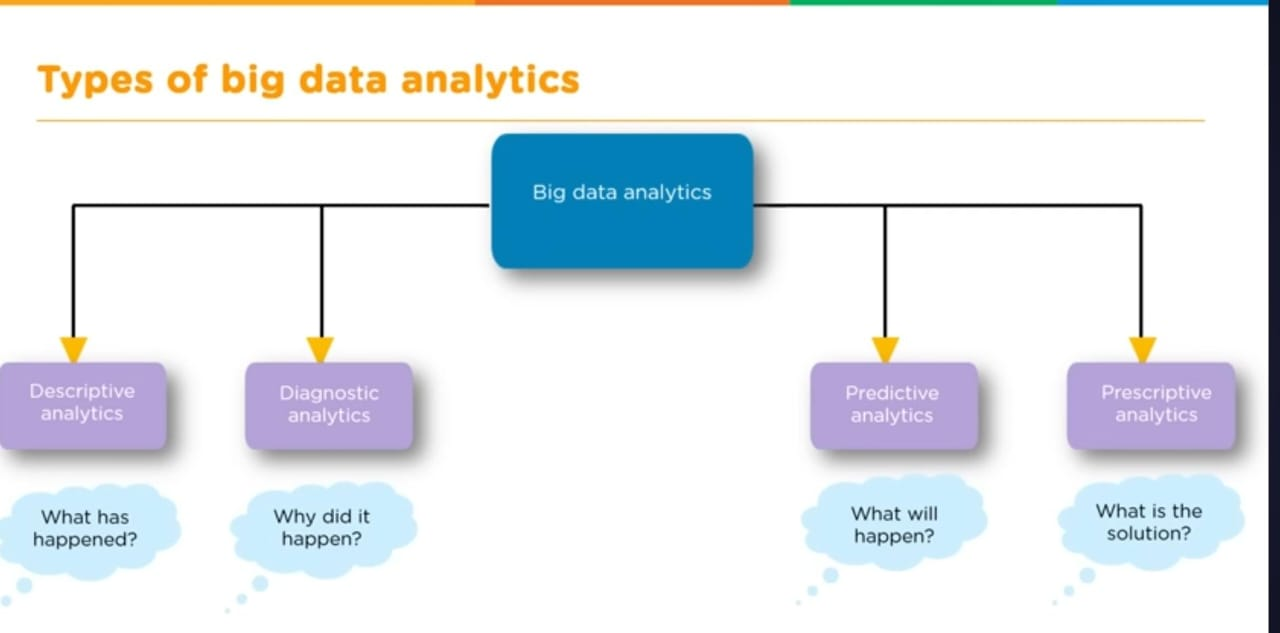 Types of big data analytics
Big data analytics
Descriptive
analytics
Diagnostic
analytics
Predictive
analytics
Prescriptive
analytics
What has
happened?
Why did it
happen?
What will
happen?
What is the
solution?